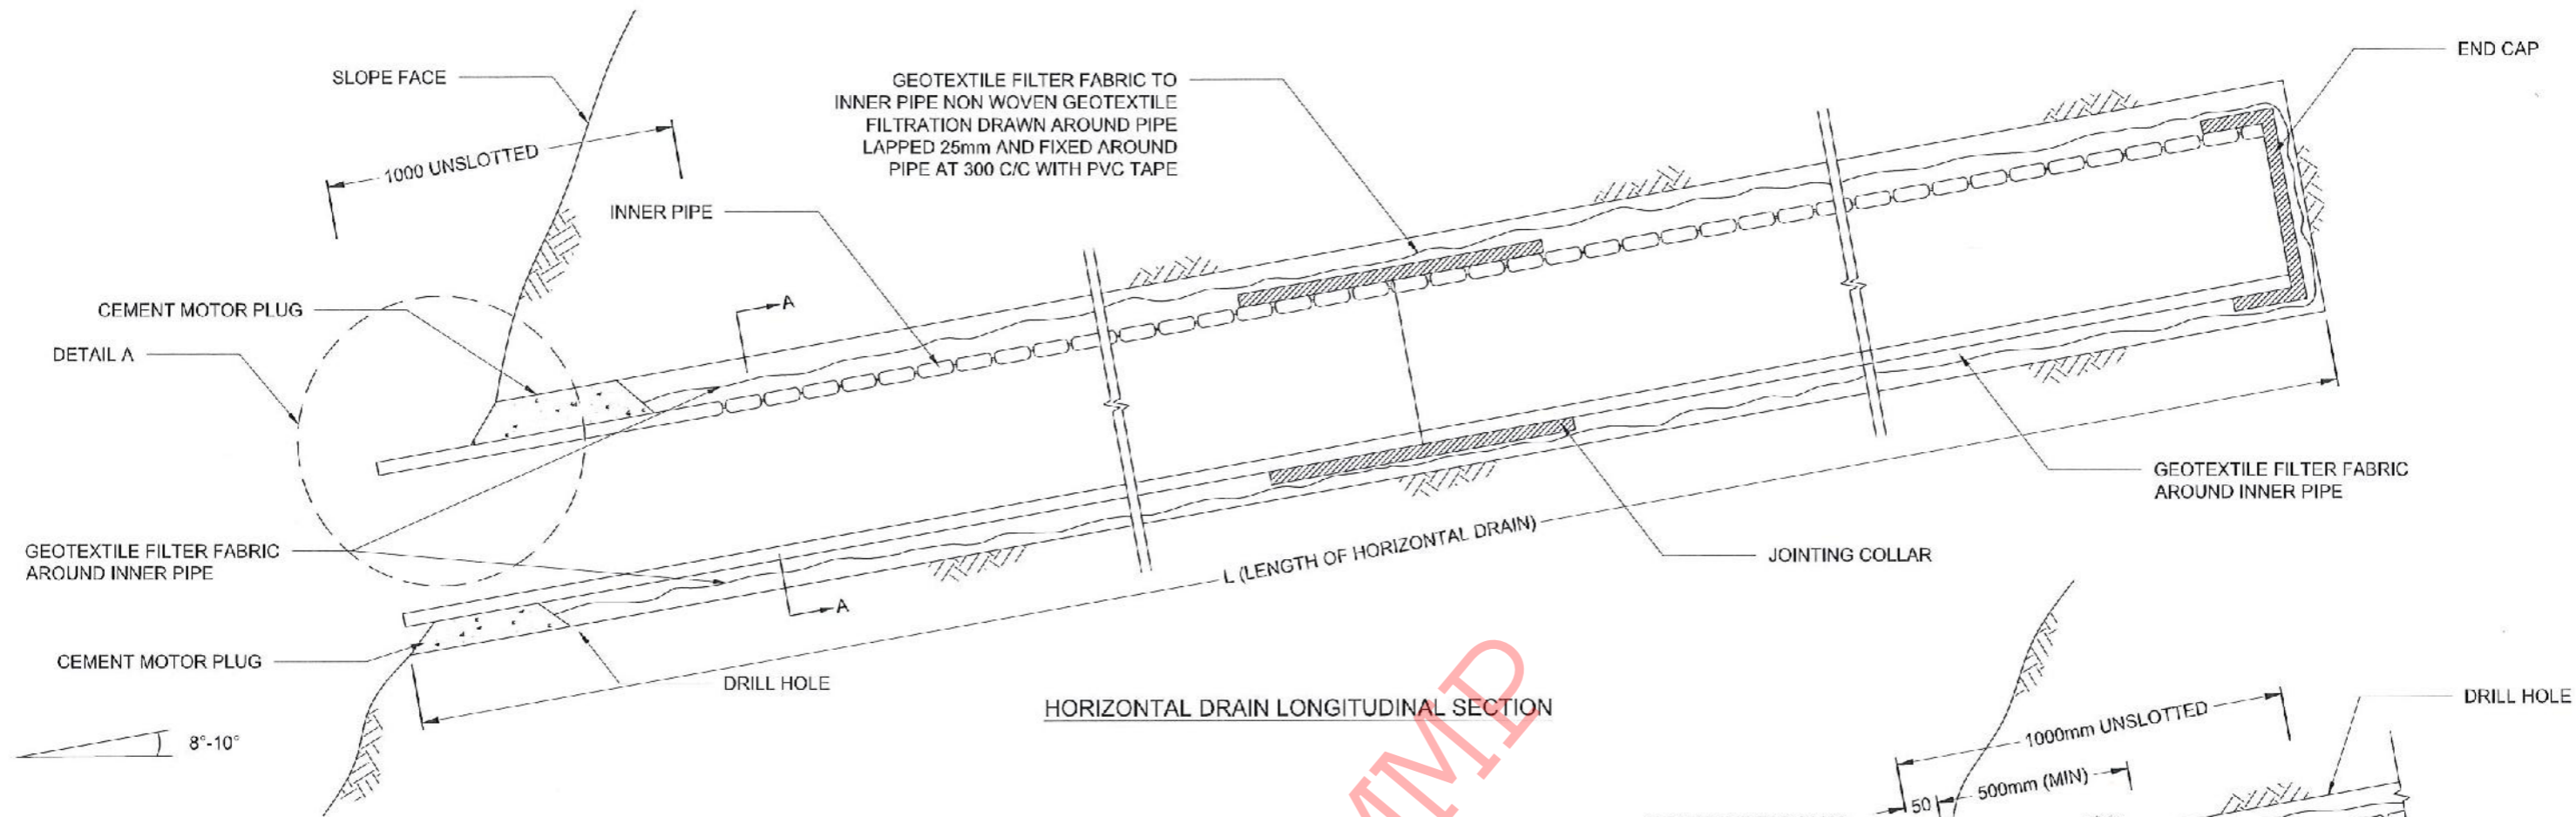 SLOPE FACE
1000 UNSLOTTED
GEOTEXTILE FILTER FABRIC TO
INNER PIPE NON WOVEN GEOTEXTILE
FILTRATION DRAWN AROUND PIPE
LAPPED 25mm AND FIXED AROUND
PIPE AT 300 C/C WITH PVC TAPE
END CAP
INNER PIPE
CEMENT MOTOR PLUG
DETAIL A
A
GEOTEXTILE FILTER FABRIC
AROUND INNER PIPE
GEOTEXTILE FILTER FABRIC
AROUND INNER PIPE
JOINTING COLLAR
L (LENGTH OF HORIZONTAL DRAIN)
A
CEMENT MOTOR PLUG
DRILL HOLE
HORIZONTAL DRAIN LONGITUDINAL SECTION
8°-10°
DRILL HOLE
1000mm UNSLOTTED
50
500mm (MIN)
MMP